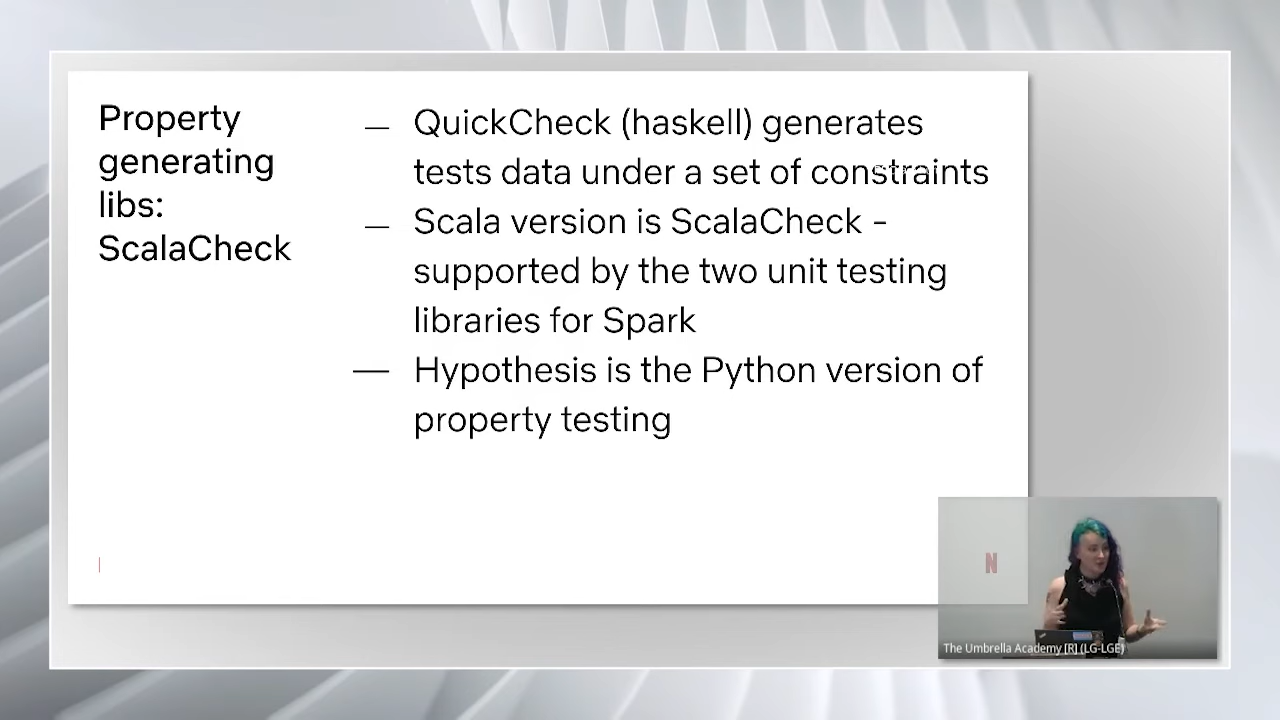 Property
generating
libs:
ScalaCheck
— QuickCheck (haskell) generates
tests data under a set of constraints
— Scala version is ScalaCheck -
supported by the two unit testing
libraries for Spark
— Hypothesis is the Python version of
property testing
N
The Umbrella Academy [R] (LG-LGE)